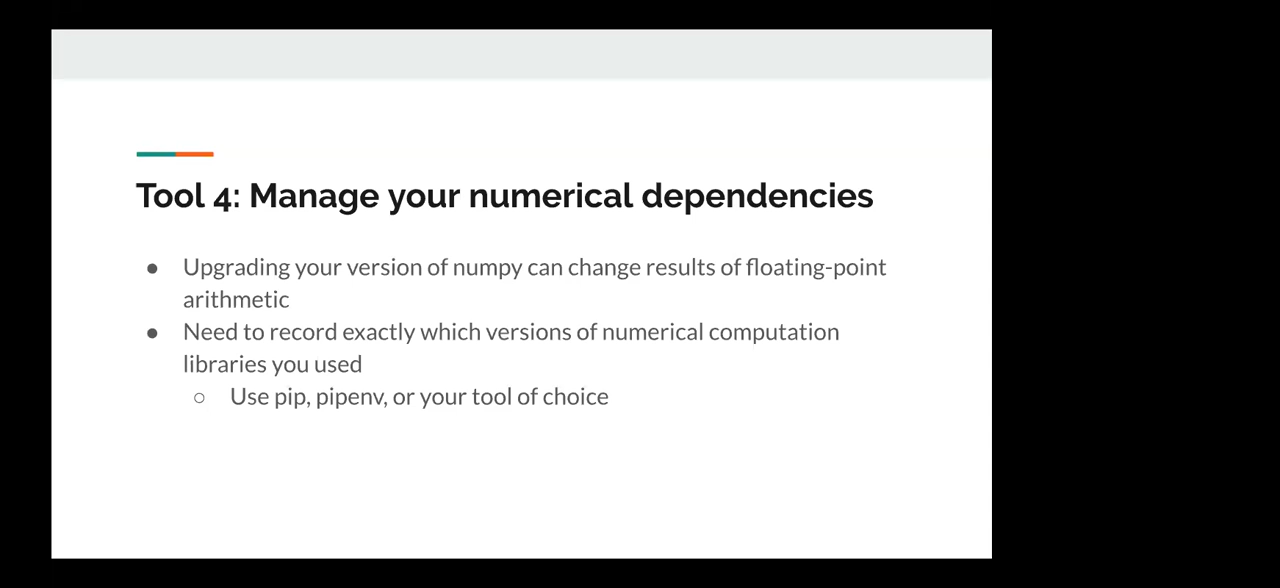 Tool 4: Manage your numerical dependencies
● Upgrading your version of numpy can change results of floating-point
arithmetic
● Need to record exactly which versions of numerical computation
libraries you used
○ Use pip, pipenv, or your tool of choice